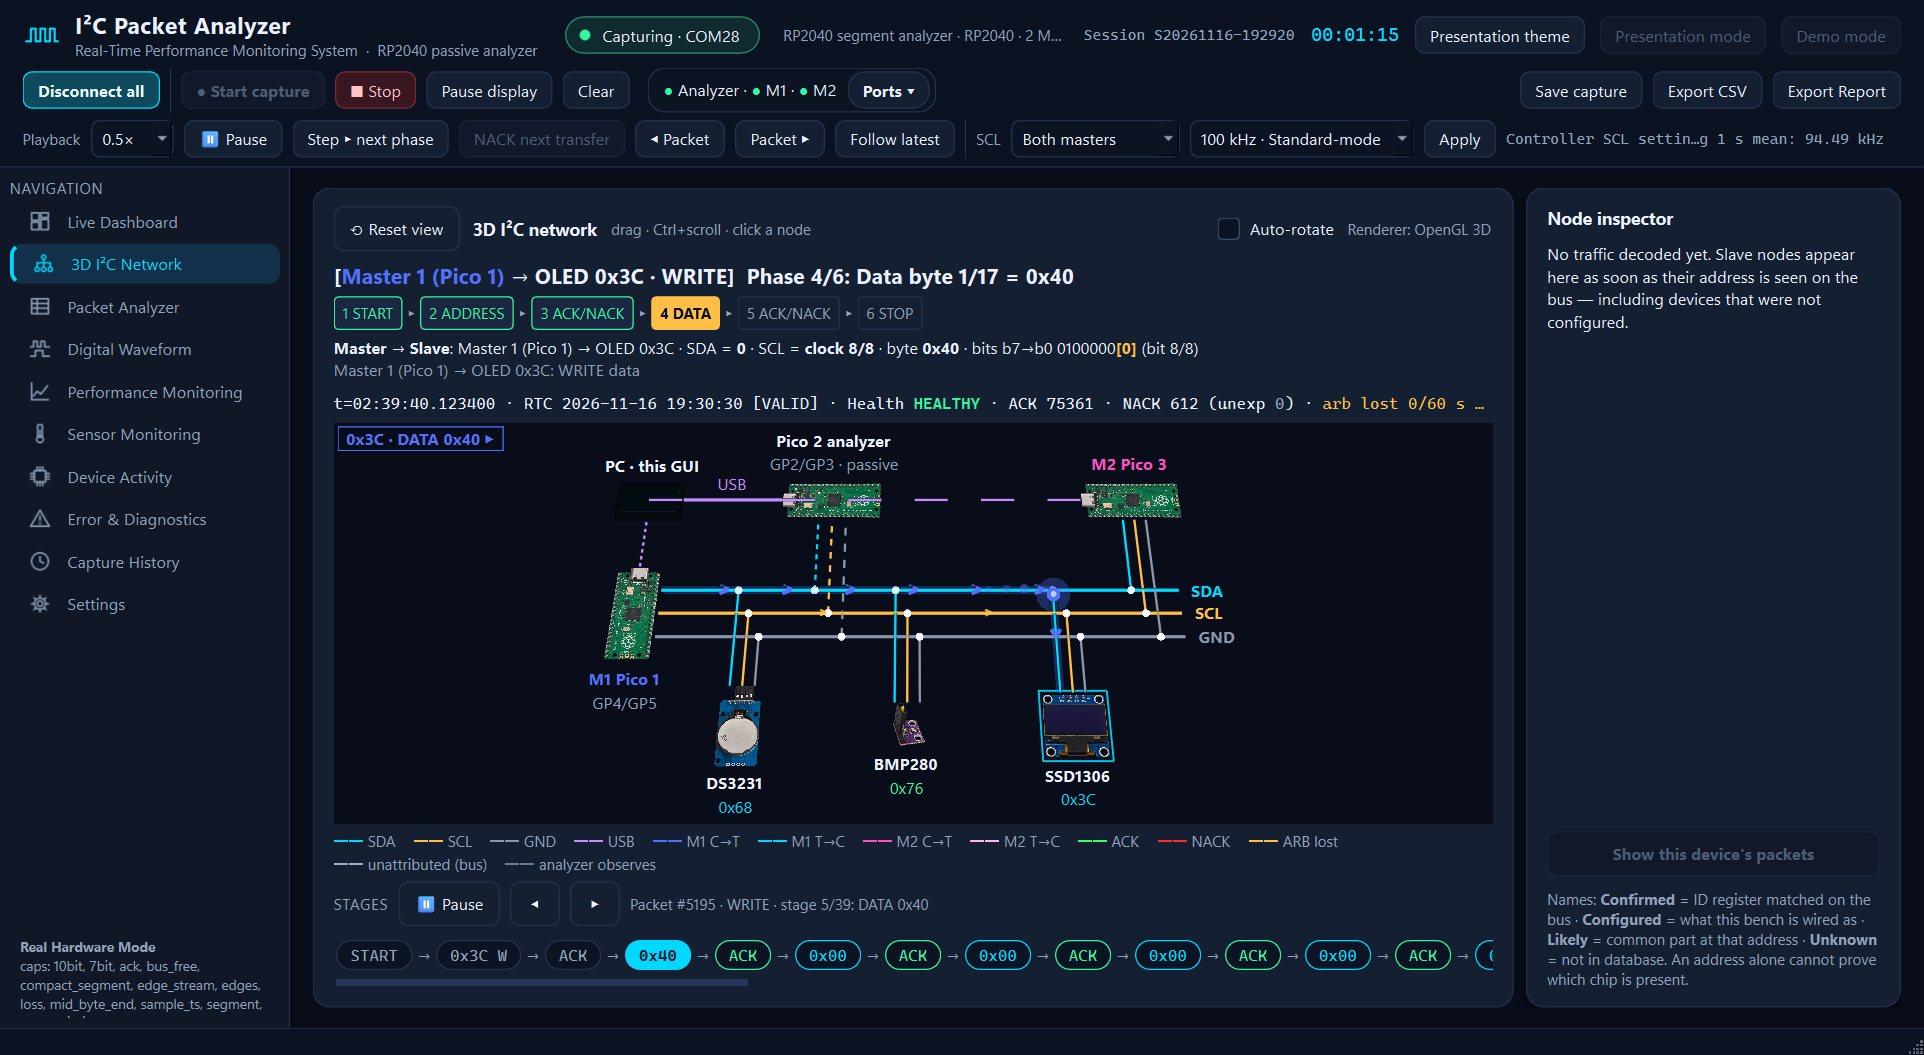 I²C Packet Analyzer
Real-Time Performance Monitoring System · RP2040 passive analyzer
Capturing · COM28
RP2040 segment analyzer · RP2040 · 2 M...
Session S20261116-192920 00:01:15
Presentation theme
Presentation mode
Demo mode
Disconnect all
● Start capture
Stop
Pause display
Clear
● Analyzer · ● M1 · ● M2
Ports ▾
Save capture
Export CSV
Export Report
Playback
0.5×
Pause
Step ▸ next phase
NACK next transfer
◂ Packet
Packet ▸
Follow latest
SCL
Both masters
100 kHz · Standard-mode
Apply
Controller SCL settin…g 1 s mean: 94.49 kHz
NAVIGATION
Live Dashboard
3D I²C Network
Packet Analyzer
Digital Waveform
Performance Monitoring
Sensor Monitoring
Device Activity
Error & Diagnostics
Capture History
Settings
Real Hardware Mode
caps: 10bit, 7bit, ack, bus_free,
compact_segment, edge_stream, edges,
loss, mid_byte_end, sample_ts, segment,
⟲ Reset view
3D I²C network
drag · Ctrl+scroll · click a node
Auto-rotate
Renderer: OpenGL 3D
[Master 1 (Pico 1) → OLED 0x3C · WRITE] Phase 4/6: Data byte 1/17 = 0x40
1 START ▸ 2 ADDRESS ▸ 3 ACK/NACK ▸ 4 DATA ▸ 5 ACK/NACK ▸ 6 STOP
Master → Slave: Master 1 (Pico 1) → OLED 0x3C · SDA = 0 · SCL = clock 8/8 · byte 0x40 · bits b7→b0 0100000[0] (bit 8/8)
Master 1 (Pico 1) → OLED 0x3C: WRITE data
t=02:39:40.123400 · RTC 2026-11-16 19:30:30 [VALID] · Health HEALTHY · ACK 75361 · NACK 612 (unexp 0) · arb lost 0/60 s …
0x3C · DATA 0x40 ▸
Pico 2 analyzer
GP2/GP3 · passive
PC · this GUI
USB
M2 Pico 3
SDA
SCL
GND
M1 Pico 1
GP4/GP5
DS3231
0x68
BMP280
0x76
SSD1306
0x3C
SDA SCL GND USB M1 C→T M1 T→C M2 C→T M2 T→C ACK NACK ARB lost
unattributed (bus) analyzer observes
STAGES
Pause
◂
▸
Packet #5195 · WRITE · stage 5/39: DATA 0x40
START → 0x3C W → ACK → 0x40 → ACK → 0x00 → ACK → 0x00 → ACK → 0x00 → ACK → 0x00 → ACK →
Node inspector
No traffic decoded yet. Slave nodes appear
here as soon as their address is seen on the
bus — including devices that were not
configured.
Show this device's packets
Names: Confirmed = ID register matched on the
bus · Configured = what this bench is wired as ·
Likely = common part at that address · Unknown
= not in database. An address alone cannot prove
which chip is present.